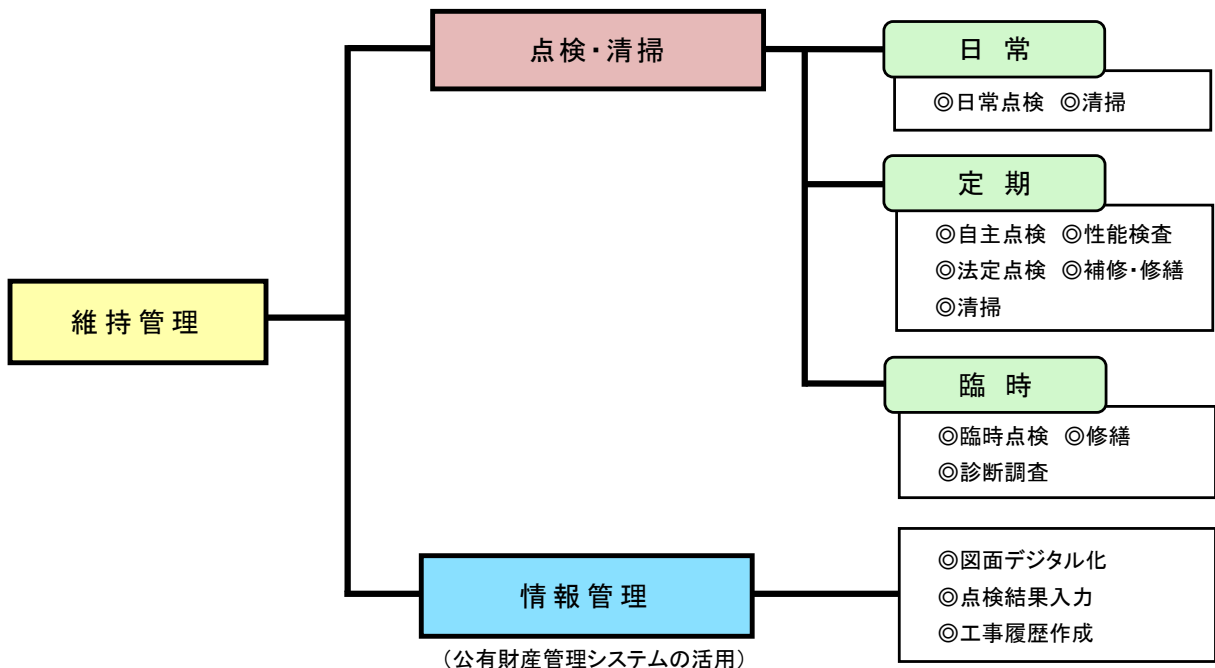 維持管理
点検・清掃
日常
◎日常点検 ◎清掃
定期
◎自主点検 ◎性能検査
◎法定点検 ◎補修・修繕
◎清掃
臨時
◎臨時点検 ◎修繕
◎診断調査
情報管理
（公有財産管理システムの活用）
◎図面デジタル化
◎点検結果入力
◎工事履歴作成